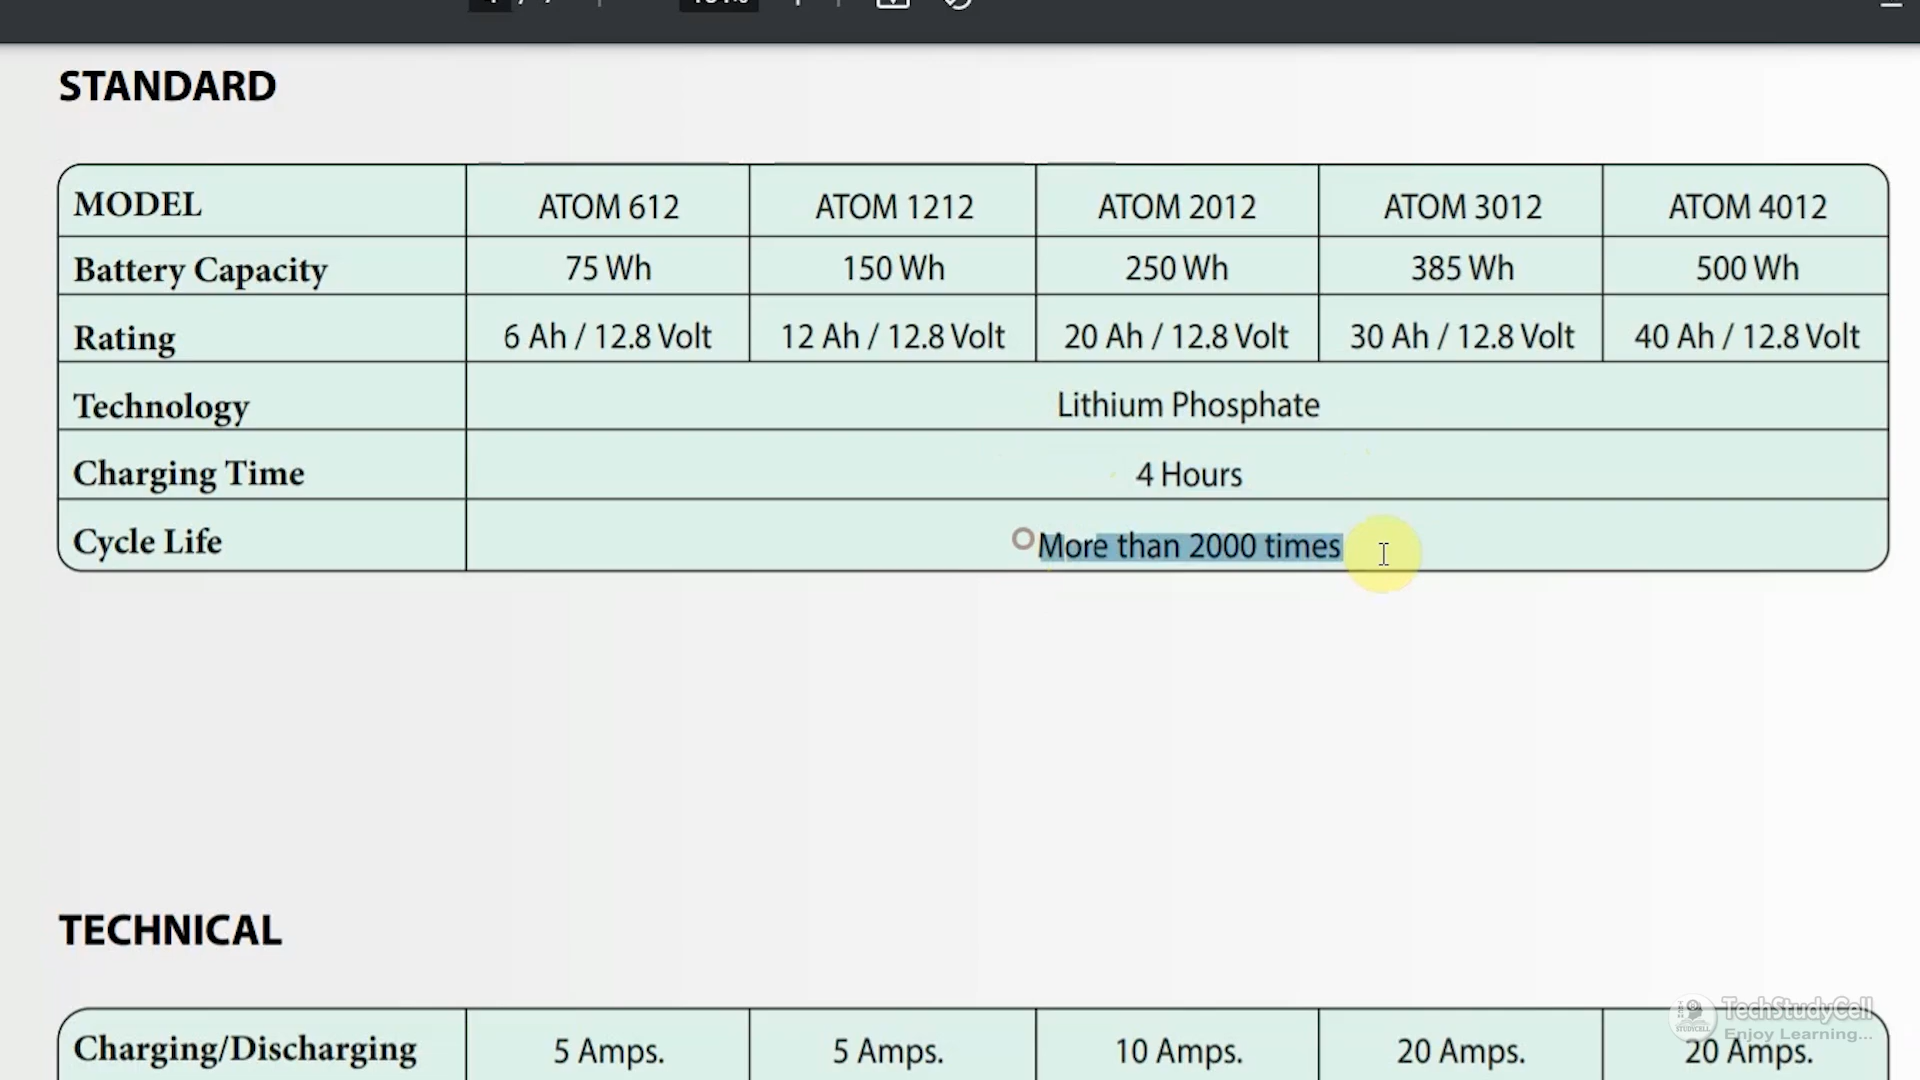 STANDARD
MODEL ATOM 612 ATOM 1212 ATOM 2012 ATOM 3012 ATOM 4012
Battery Capacity 75 Wh 150 Wh 250 Wh 385 Wh 500 Wh
Rating 6 Ah / 12.8 Volt 12 Ah / 12.8 Volt 20 Ah / 12.8 Volt 30 Ah / 12.8 Volt 40 Ah / 12.8 Volt
Technology Lithium Phosphate
Charging Time 4 Hours
Cycle Life More than 2000 times
TECHNICAL
Charging/Discharging 5 Amps. 5 Amps. 10 Amps. 20 Amps. 20 Amps.
TechStudyCell
Enjoy Learning...